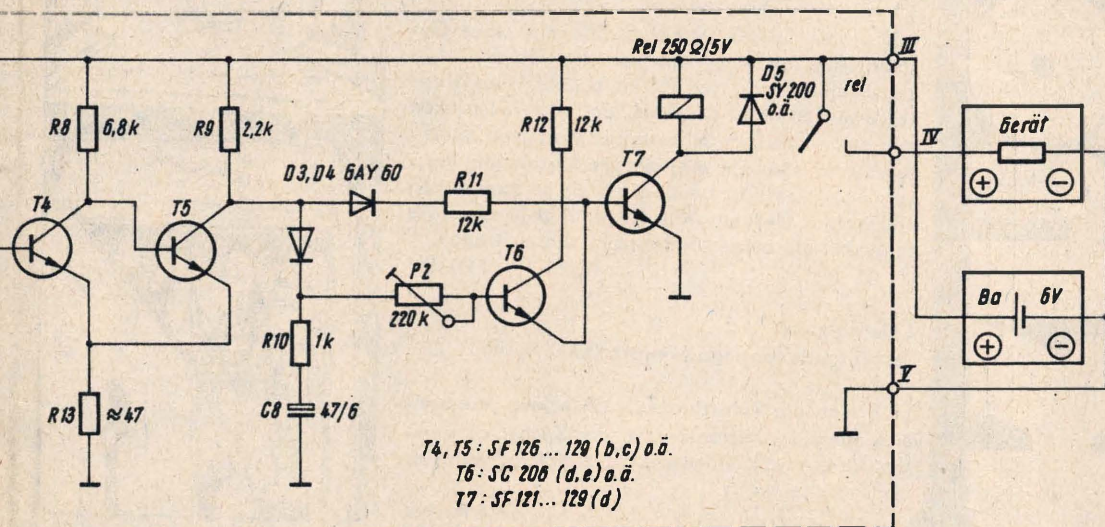 Rel 250 Ω/5V
III
D5
SY 200
o.ä.
rel
R8 6,8k
R9 2,2k
R12 12k
IV
Gerät
+ −
D3, D4 GAY 60
R11
12k
T7
T4
T5
P2
220 k
T6
Ba 6V
+ −
R10 1k
V
R13 ≈47
C8 47/6
T4, T5: SF 126 ... 129 (b,c) o.ä.
T6: SC 206 (d,e) o.ä.
T7: SF 121 ... 129 (d)